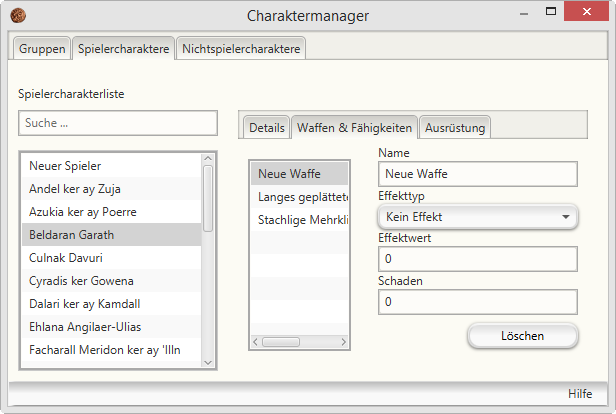 Charaktermanager
Gruppen
Spielercharaktere
Nichtspielercharaktere
Spielercharakterliste
Suche ...
Neuer Spieler
Andel ker ay Zuja
Azukia ker ay Poerre
Beldaran Garath
Culnak Davuri
Cyradis ker Gowena
Dalari ker ay Kamdall
Ehlana Angilaer-Ulias
Facharall Meridon ker ay 'Illn
Details
Waffen & Fähigkeiten
Ausrüstung
Neue Waffe
Langes geplättete
Stachlige Mehrkli
Name
Neue Waffe
Effekttyp
Kein Effekt
Effektwert
0
Schaden
0
Löschen
Hilfe